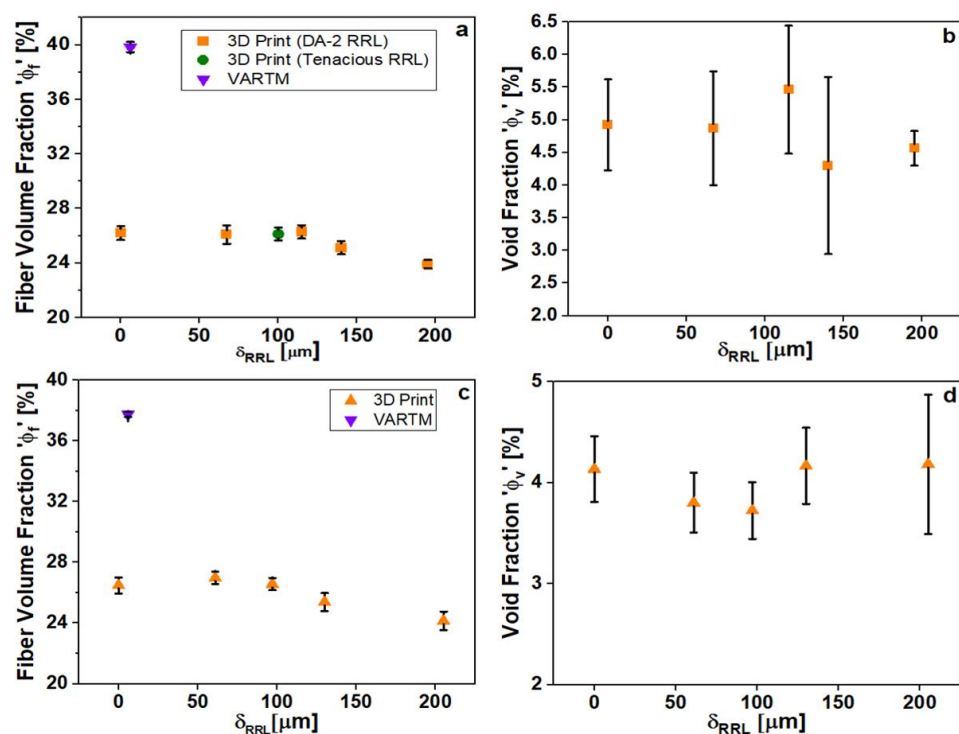 a
Fiber Volume Fraction 'ϕf' [%]
40
36
32
28
24
20
3D Print (DA-2 RRL)
3D Print (Tenacious RRL)
VARTM
0 50 100 150 200
δRRL [μm]
b
Void Fraction 'ϕv' [%]
6.5
6.0
5.5
5.0
4.5
4.0
3.5
3.0
2.5
2.0
0 50 100 150 200
δRRL [μm]
c
Fiber Volume Fraction 'ϕf' [%]
40
36
32
28
24
20
3D Print
VARTM
0 50 100 150 200
δRRL[μm]
d
Void Fraction 'ϕv' [%]
5
4
3
2
0 50 100 150 200
δRRL [μm]